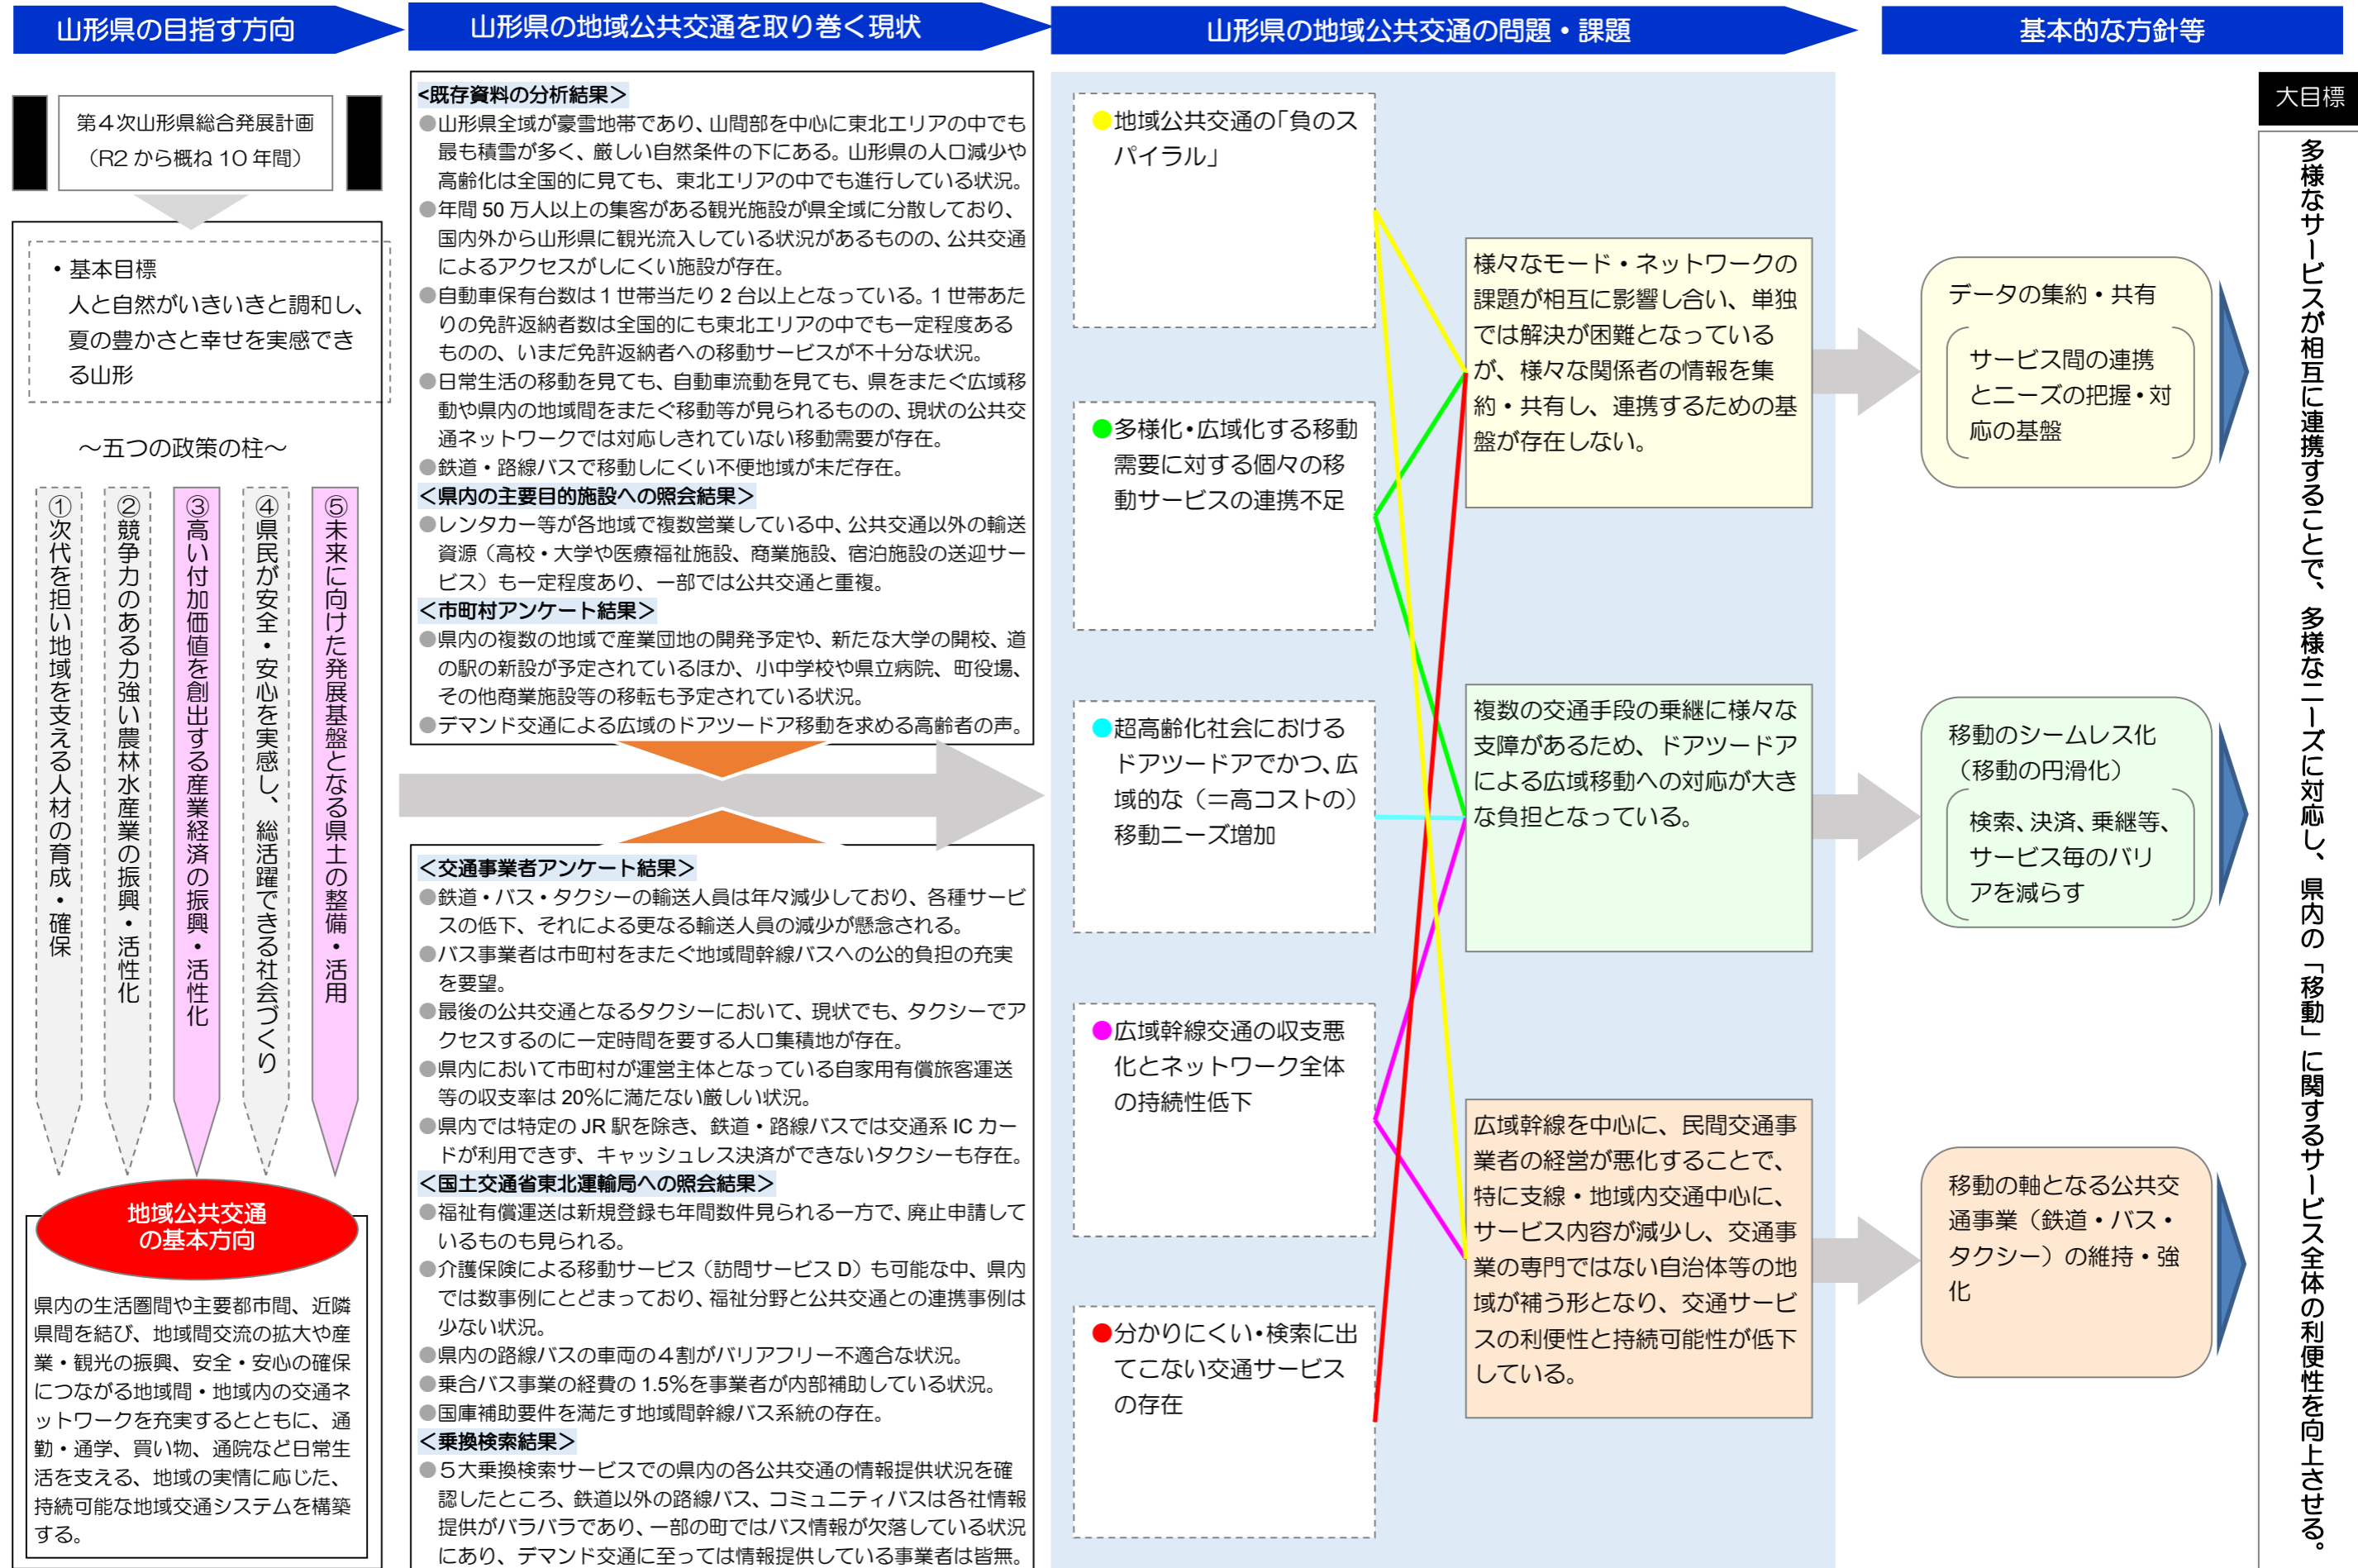 山形県の目指す方向
第４次山形県総合発展計画
（R2 から概ね 10 年間）
・基本目標
人と自然がいきいきと調和し、
夏の豊かさと幸せを実感でき
る山形
～五つの政策の柱～
①次代を担い地域を支える人材の育成・確保
②競争力のある力強い農林水産業の振興・活性化
③高い付加価値を創出する産業経済の振興・活性化
④県民が安全・安心を実感し、総活躍できる社会づくり
⑤未来に向けた発展基盤となる県土の整備・活用
地域公共交通
の基本方向
県内の生活圏間や主要都市間、近隣
県間を結び、地域間交流の拡大や産
業・観光の振興、安全・安心の確保
につながる地域間・地域内の交通ネ
ットワークを充実するとともに、通
勤・通学、買い物、通院など日常生
活を支える、地域の実情に応じた、
持続可能な地域交通システムを構築
する。
山形県の地域公共交通を取り巻く現状
<既存資料の分析結果＞
●山形県全域が豪雪地帯であり、山間部を中心に東北エリアの中でも
最も積雪が多く、厳しい自然条件の下にある。山形県の人口減少や
高齢化は全国的に見ても、東北エリアの中でも進行している状況。
●年間 50 万人以上の集客がある観光施設が県全域に分散しており、
国内外から山形県に観光流入している状況があるものの、公共交通
によるアクセスがしにくい施設が存在。
●自動車保有台数は１世帯当たり２台以上となっている。１世帯あた
りの免許返納者数は全国的にも東北エリアの中でも一定程度ある
ものの、いまだ免許返納者への移動サービスが不十分な状況。
●日常生活の移動を見ても、自動車流動を見ても、県をまたぐ広域移
動や県内の地域間をまたぐ移動等が見られるものの、現状の公共交
通ネットワークでは対応しきれていない移動需要が存在。
●鉄道・路線バスで移動しにくい不便地域が未だ存在。
＜県内の主要目的施設への照会結果＞
●レンタカー等が各地域で複数営業している中、公共交通以外の輸送
資源（高校・大学や医療福祉施設、商業施設、宿泊施設の送迎サー
ビス）も一定程度あり、一部では公共交通と重複。
＜市町村アンケート結果＞
●県内の複数の地域で産業団地の開発予定や、新たな大学の開校、道
の駅の新設が予定されているほか、小中学校や県立病院、町役場、
その他商業施設等の移転も予定されている状況。
●デマンド交通による広域のドアツードア移動を求める高齢者の声。
＜交通事業者アンケート結果＞
●鉄道・バス・タクシーの輸送人員は年々減少しており、各種サービ
スの低下、それによる更なる輸送人員の減少が懸念される。
●バス事業者は市町村をまたぐ地域間幹線バスへの公的負担の充実
を要望。
●最後の公共交通となるタクシーにおいて、現状でも、タクシーでア
クセスするのに一定時間を要する人口集積地が存在。
●県内において市町村が運営主体となっている自家用有償旅客運送
等の収支率は 20％に満たない厳しい状況。
●県内では特定の JR 駅を除き、鉄道・路線バスでは交通系 IC カー
ドが利用できず、キャッシュレス決済ができないタクシーも存在。
＜国土交通省東北運輸局への照会結果＞
●福祉有償運送は新規登録も年間数件見られる一方で、廃止申請して
いるものも見られる。
●介護保険による移動サービス（訪問サービス D）も可能な中、県内
では数事例にとどまっており、福祉分野と公共交通との連携事例は
少ない状況。
●県内の路線バスの車両の４割がバリアフリー不適合な状況。
●乗合バス事業の経費の 1.5％を事業者が内部補助している状況。
●国庫補助要件を満たす地域間幹線バス系統の存在。
＜乗換検索結果＞
●５大乗換検索サービスでの県内の各公共交通の情報提供状況を確
認したところ、鉄道以外の路線バス、コミュニティバスは各社情報
提供がバラバラであり、一部の町ではバス情報が欠落している状況
にあり、デマンド交通に至っては情報提供している事業者は皆無。
山形県の地域公共交通の問題・課題
●地域公共交通の「負のス
パイラル」
●多様化・広域化する移動
需要に対する個々の移
動サービスの連携不足
●超高齢化社会における
ドアツードアでかつ、広
域的な（＝高コストの）
移動ニーズ増加
●広域幹線交通の収支悪
化とネットワーク全体
の持続性低下
●分かりにくい・検索に出
てこない交通サービス
の存在
様々なモード・ネットワークの
課題が相互に影響し合い、単独
では解決が困難となっている
が、様々な関係者の情報を集
約・共有し、連携するための基
盤が存在しない。
複数の交通手段の乗継に様々な
支障があるため、ドアツードア
による広域移動への対応が大き
な負担となっている。
広域幹線を中心に、民間交通事
業者の経営が悪化することで、
特に支線・地域内交通中心に、
サービス内容が減少し、交通事
業の専門ではない自治体等の地
域が補う形となり、交通サービ
スの利便性と持続可能性が低下
している。
基本的な方針等
データの集約・共有
サービス間の連携
とニーズの把握・対
応の基盤
移動のシームレス化
（移動の円滑化）
検索、決済、乗継等、
サービス毎のバリ
アを減らす
移動の軸となる公共交
通事業（鉄道・バス・
タクシー）の維持・強
化
大目標
多様なサービスが相互に連携することで、多様なニーズに対応し、県内の「移動」に関するサービス全体の利便性を向上させる。